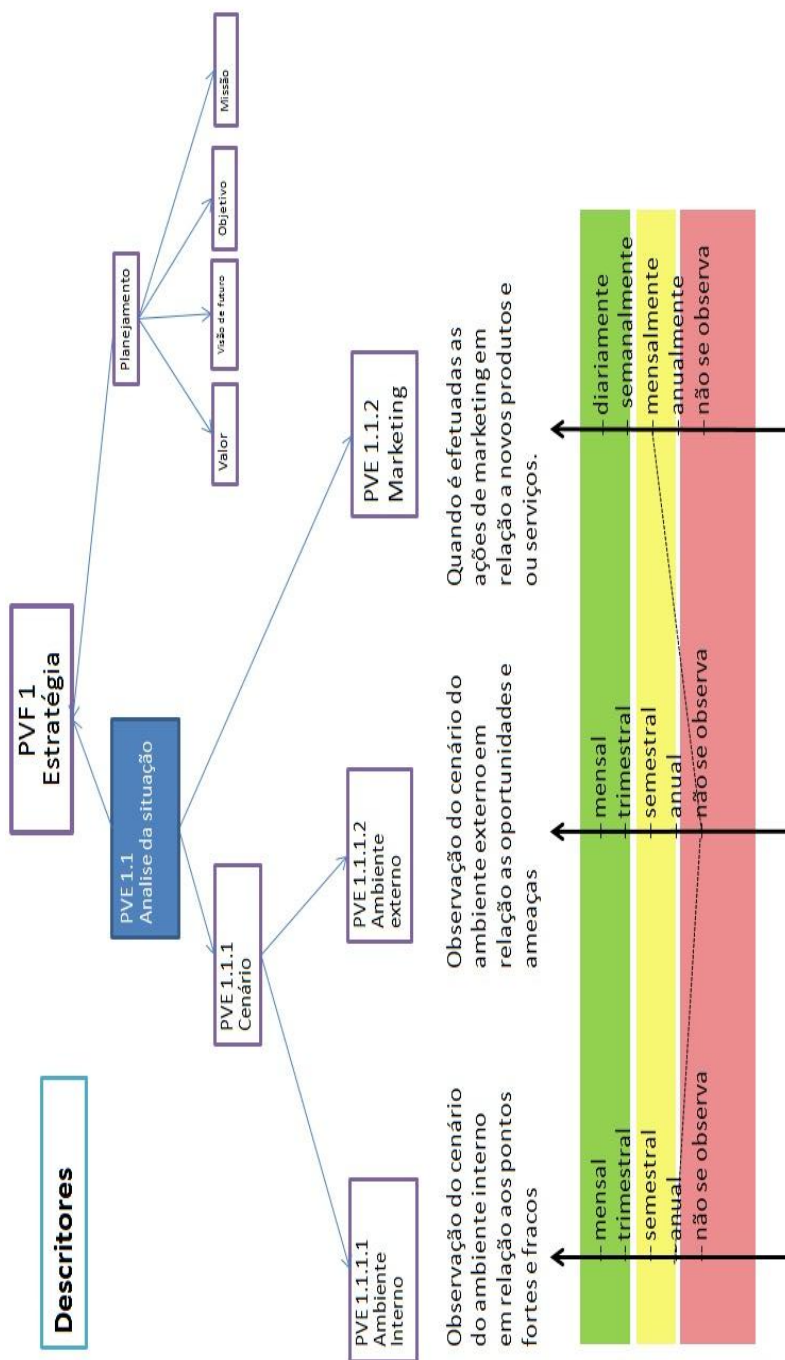 Descritores
PVF 1
Estratégia
PVE 1.1
Analise da situação
Planejamento
Valor
Visão de futuro
Objetivo
Missão
PVE 1.1.1
Cenário
PVE 1.1.1.1
Ambiente
Interno
PVE 1.1.1.2
Ambiente
externo
PVE 1.1.2
Marketing
Observação do cenário
do ambiente interno
em relação aos pontos
fortes e fracos
Observação do cenário do
ambiente externo em
relação as oportunidades e
ameaças
Quando é efetuadas as
ações de marketing em
relação a novos produtos e
ou serviços.
mensal
trimestral
semestral
anual
não se observa
mensal
trimestral
semestral
anual
não se observa
diariamente
semanalmente
mensalmente
anualmente
não se observa